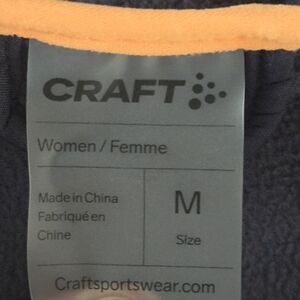 CRAFT
Women / Femme
Made in China
Fabriqué en
Chine
M
Size
Craftsportswear.com